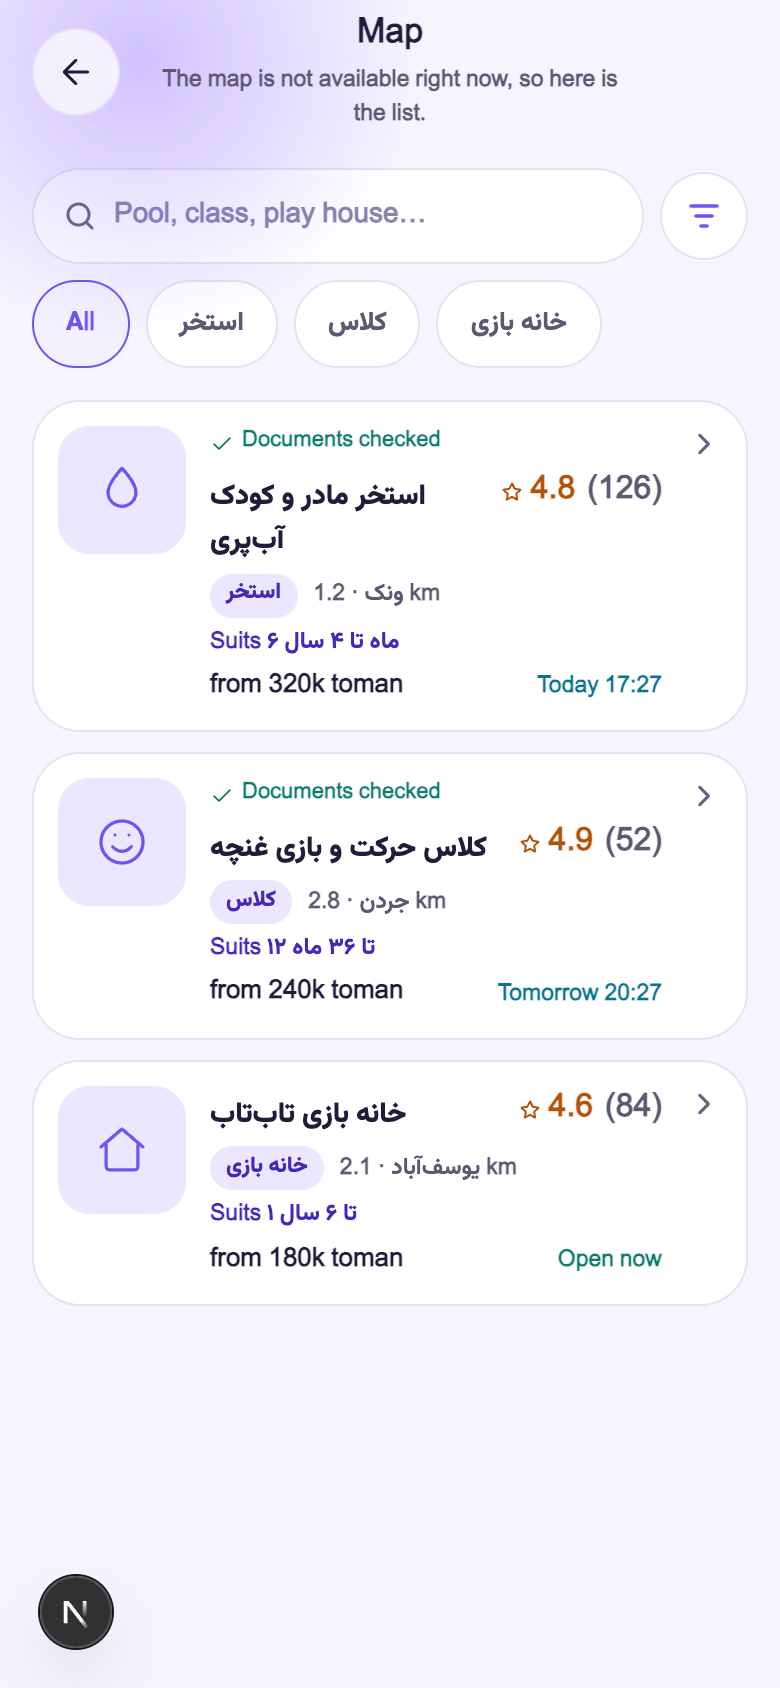 Map
The map is not available right now, so here is
the list.
Pool, class, play house…
All
استخر
کلاس
خانه بازی
Documents checked
استخر مادر و کودک
آب‌پری
4.8 (126)
استخر
1.2 · ونک km
Suits ۶ ماه تا ۴ سال
from 320k toman
Today 17:27
Documents checked
کلاس حرکت و بازی غنچه
4.9 (52)
کلاس
2.8 · جردن km
Suits ۱۲ تا ۳۶ ماه
from 240k toman
Tomorrow 20:27
خانه بازی تاب‌تاب
4.6 (84)
خانه بازی
2.1 · یوسف‌آباد km
Suits ۱ تا ۶ سال
from 180k toman
Open now
N